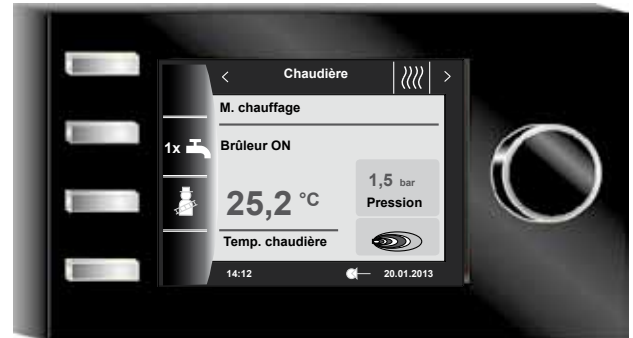 < Chaudière >
M. chauffage
1x
Brûleur ON
25,2 °C
1,5 bar
Pression
Temp. chaudière
14:12 20.01.2013